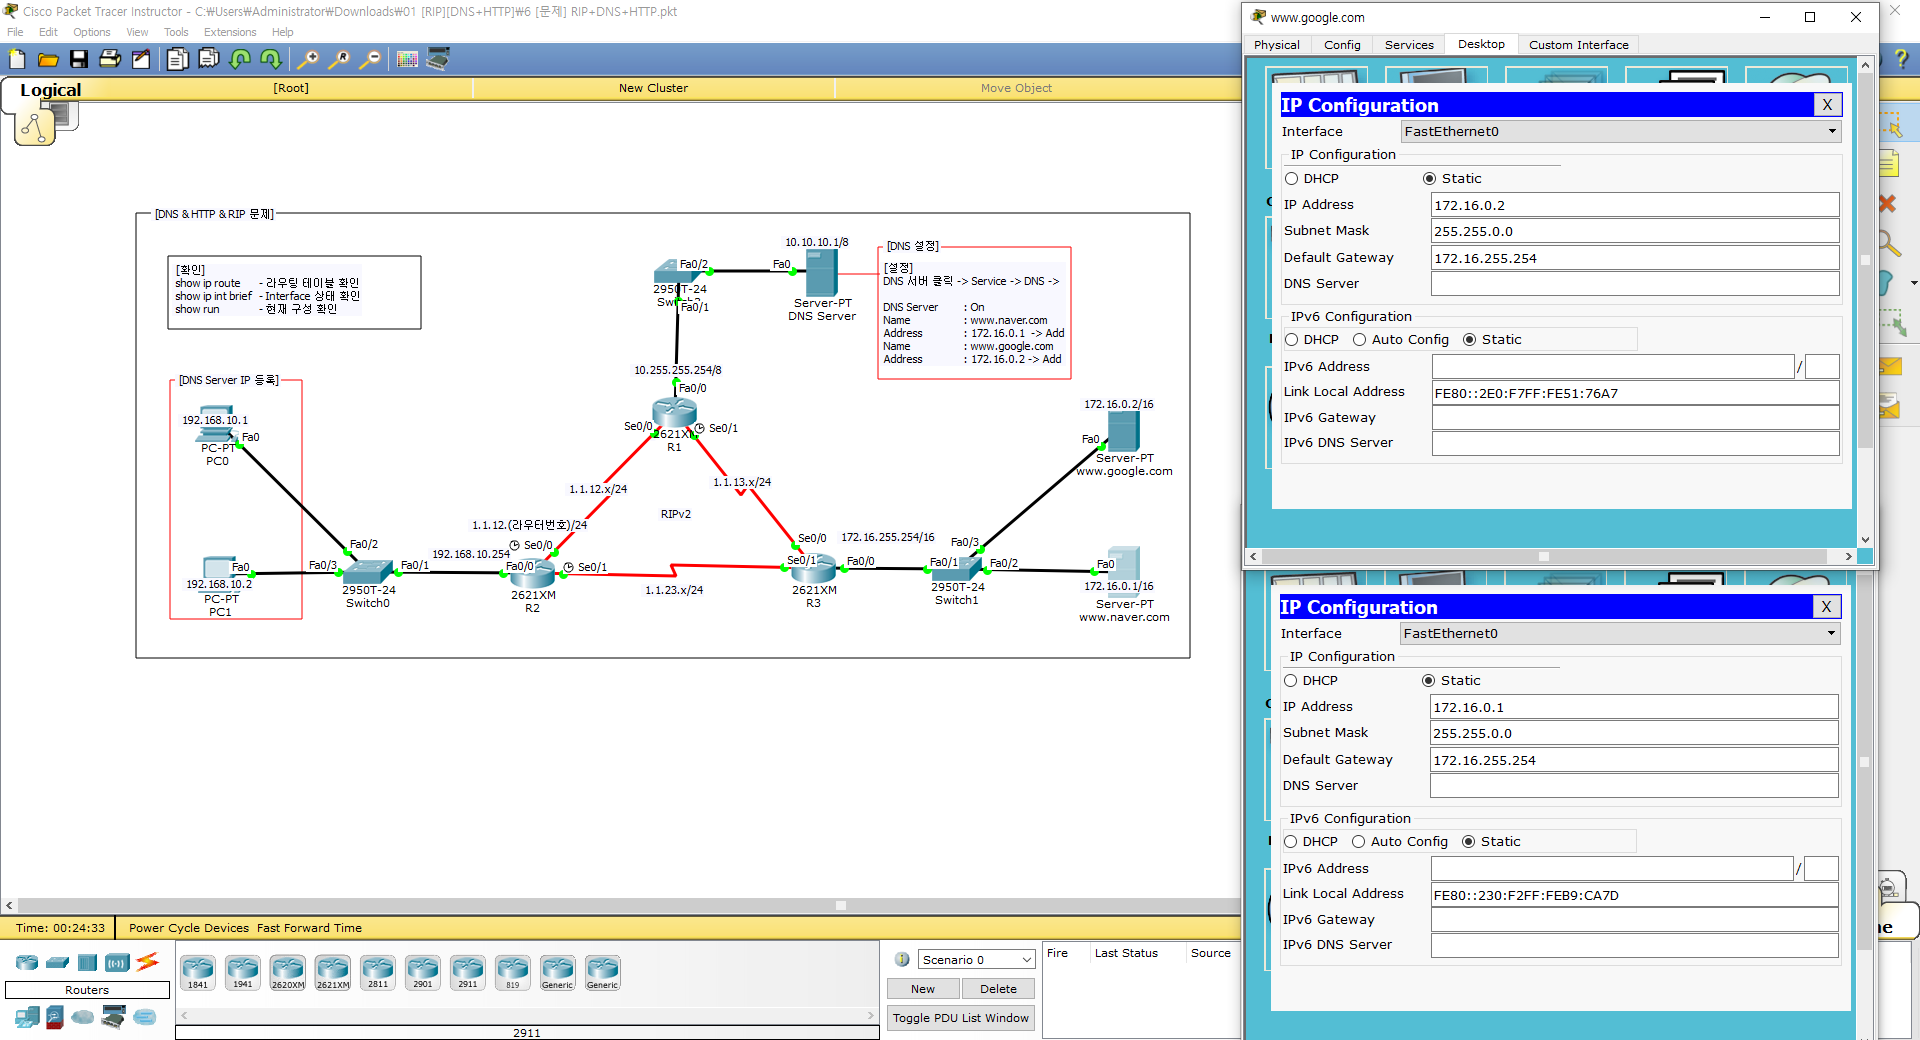 Cisco Packet Tracer Instructor - C:₩Users₩Administrator₩Downloads₩01 [RIP][DNS+HTTP]₩6 [문제] RIP+DNS+HTTP.pkt
File Edit Options View Tools Extensions Help
Logical
[Root]
New Cluster
Move Object
[DNS & HTTP & RIP 문제]
[확인]
show ip route - 라우팅 테이블 확인
show ip int brief - Interface 상태 확인
show run - 현재 구성 확인
10.10.10.1/8
Fa0/2
Fa0
2950T-24
Fa0/1
Server-PT
DNS Server
[DNS 설정]
[설정]
DNS 서버 클릭 -> Service -> DNS ->
DNS Server : On
Name : www.naver.com
Address : 172.16.0.1 -> Add
Name : www.google.com
Address : 172.16.0.2 -> Add
10.255.255.254/8
Fa0/0
Se0/0
Se0/1
2621XM
R1
[DNS Server IP 등록]
192.168.10.1
Fa0
PC-PT
PC0
1.1.12.x/24
1.1.13.x/24
RIPv2
172.16.0.2/16
Fa0
Server-PT
www.google.com
1.1.12.(라우터번호)/24
Fa0/2
192.168.10.254
Se0/0
Fa0/3
Fa0/1
Fa0/0
Se0/1
Fa0
192.168.10.2
PC-PT
PC1
2950T-24
Switch0
2621XM
R2
1.1.23.x/24
Se0/0
172.16.255.254/16
Se0/1
Fa0/0
2621XM
R3
Fa0/3
Fa0/1
Fa0/2
2950T-24
Switch1
Fa0
172.16.0.1/16
Server-PT
www.naver.com
Time: 00:24:33
Power Cycle Devices Fast Forward Time
Routers
1841
1941
2620XM
2621XM
2811
2901
2911
819
Generic
Generic
2911
Scenario 0
New
Delete
Toggle PDU List Window
Fire
Last Status
Source
www.google.com
Physical
Config
Services
Desktop
Custom Interface
IP Configuration
X
Interface
FastEthernet0
IP Configuration
DHCP
Static
IP Address
172.16.0.2
Subnet Mask
255.255.0.0
Default Gateway
172.16.255.254
DNS Server
IPv6 Configuration
DHCP
Auto Config
Static
IPv6 Address
/
Link Local Address
FE80::2E0:F7FF:FE51:76A7
IPv6 Gateway
IPv6 DNS Server
IP Configuration
X
Interface
FastEthernet0
IP Configuration
DHCP
Static
IP Address
172.16.0.1
Subnet Mask
255.255.0.0
Default Gateway
172.16.255.254
DNS Server
IPv6 Configuration
DHCP
Auto Config
Static
IPv6 Address
/
Link Local Address
FE80::230:F2FF:FEB9:CA7D
IPv6 Gateway
IPv6 DNS Server